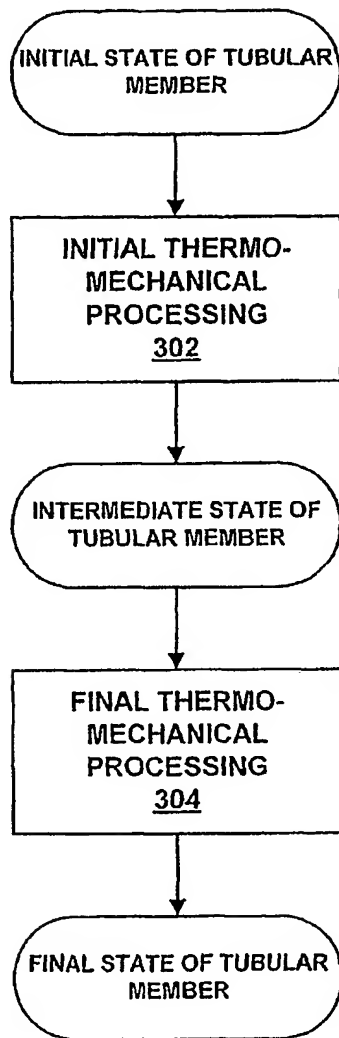 INITIAL STATE OF TUBULAR
MEMBER
INITIAL THERMO-
MECHANICAL
PROCESSING
302
INTERMEDIATE STATE OF
TUBULAR MEMBER
FINAL THERMO-
MECHANICAL
PROCESSING
304
FINAL STATE OF TUBULAR
MEMBER